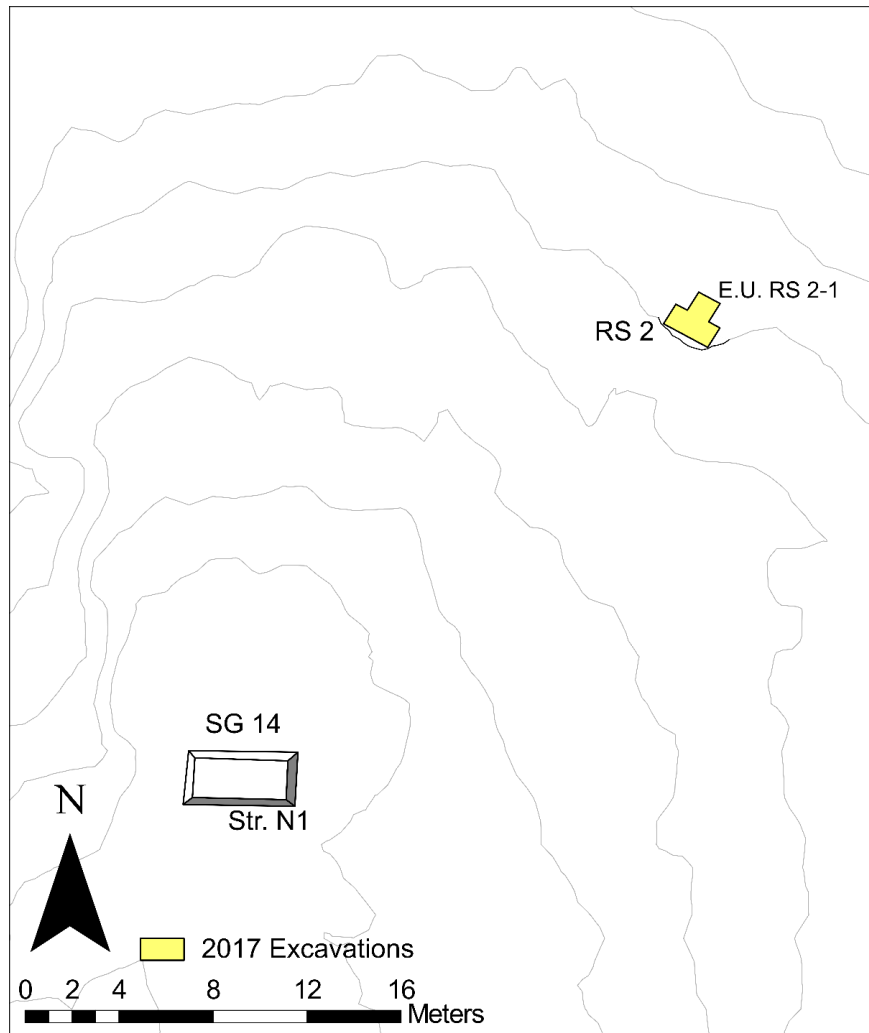 E.U. RS 2-1
RS 2
SG 14
Str. N1
N
2017 Excavations
0 2 4 8 12 16
Meters